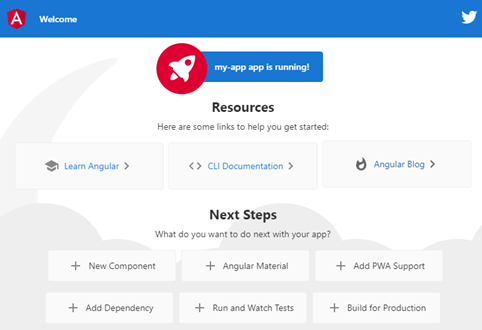 Welcome
my-app app is running!
Resources
Here are some links to help you get started:
Learn Angular
CLI Documentation
Angular Blog
Next Steps
What do you want to do next with your app?
New Component
Angular Material
Add PWA Support
Add Dependency
Run and Watch Tests
Build for Production